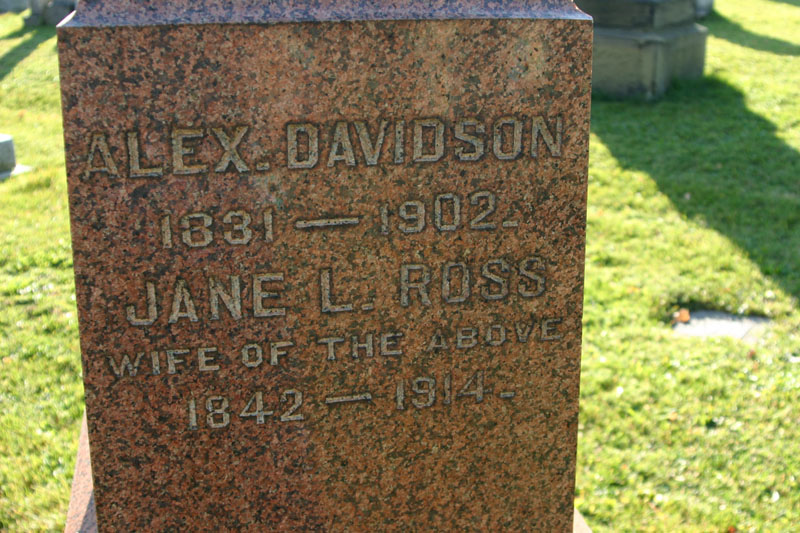 ALEX. DAVIDSON
1831 — 1902.
JANE L. ROSS
WIFE OF THE ABOVE
1842 — 1914.